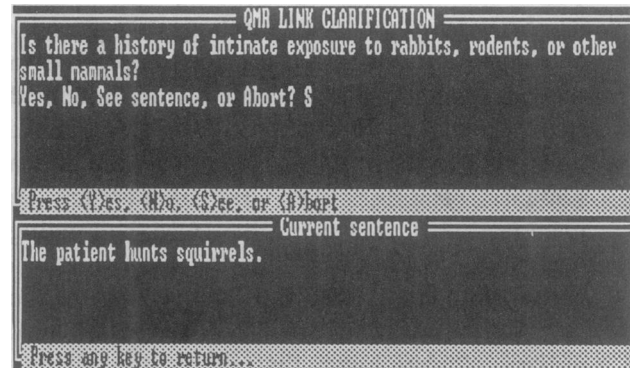 QMR LINK CLARIFICATION
Is there a history of intimate exposure to rabbits, rodents, or other
small mammals?
Yes, No, See sentence, or Abort? S
Press <Y>es, <N>o, <S>ee, or <A>bort
Current sentence
The patient hunts squirrels.
Press any key to return...